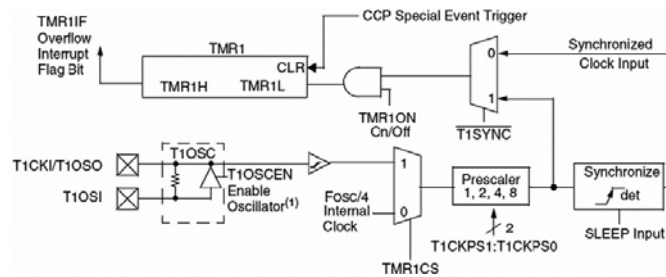 TMR1IF
Overflow
Interrupt
Flag Bit
TMR1
CLR
TMR1H TMR1L
CCP Special Event Trigger
TMR1ON
Cn/Off
0
1
T1SYNC
Synchronized
Clock Input
T1CKI/T1OSO
T1OSI
T1OSC
T1OSCEN
Enable
Oscillator(1)
Fosc/4
Internal
Clock
1
0
TMR1CS
Prescaler
1, 2, 4, 8
2
T1CKPS1:T1CKPS0
Synchronize
det
SLEEP Input